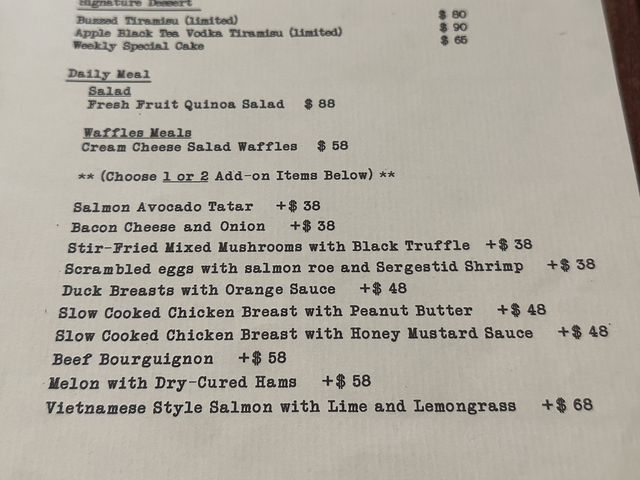 Signature Dessert
Buzzed Tiramisu (limited) $ 80
Apple Black Tea Vodka Tiramisu (limited) $ 90
Weekly Special Cake $ 65
Daily Meal
Salad
Fresh Fruit Quinoa Salad $ 88
Waffles Meals
Cream Cheese Salad Waffles $ 58
** (Choose 1 or 2 Add-on Items Below) **
Salmon Avocado Tatar +$ 38
Bacon Cheese and Onion +$ 38
Stir-Fried Mixed Mushrooms with Black Truffle +$ 38
Scrambled eggs with salmon roe and Sergestid Shrimp +$ 38
Duck Breasts with Orange Sauce +$ 48
Slow Cooked Chicken Breast with Peanut Butter +$ 48
Slow Cooked Chicken Breast with Honey Mustard Sauce +$ 48
Beef Bourguignon +$ 58
Melon with Dry-Cured Hams +$ 58
Vietnamese Style Salmon with Lime and Lemongrass +$ 68